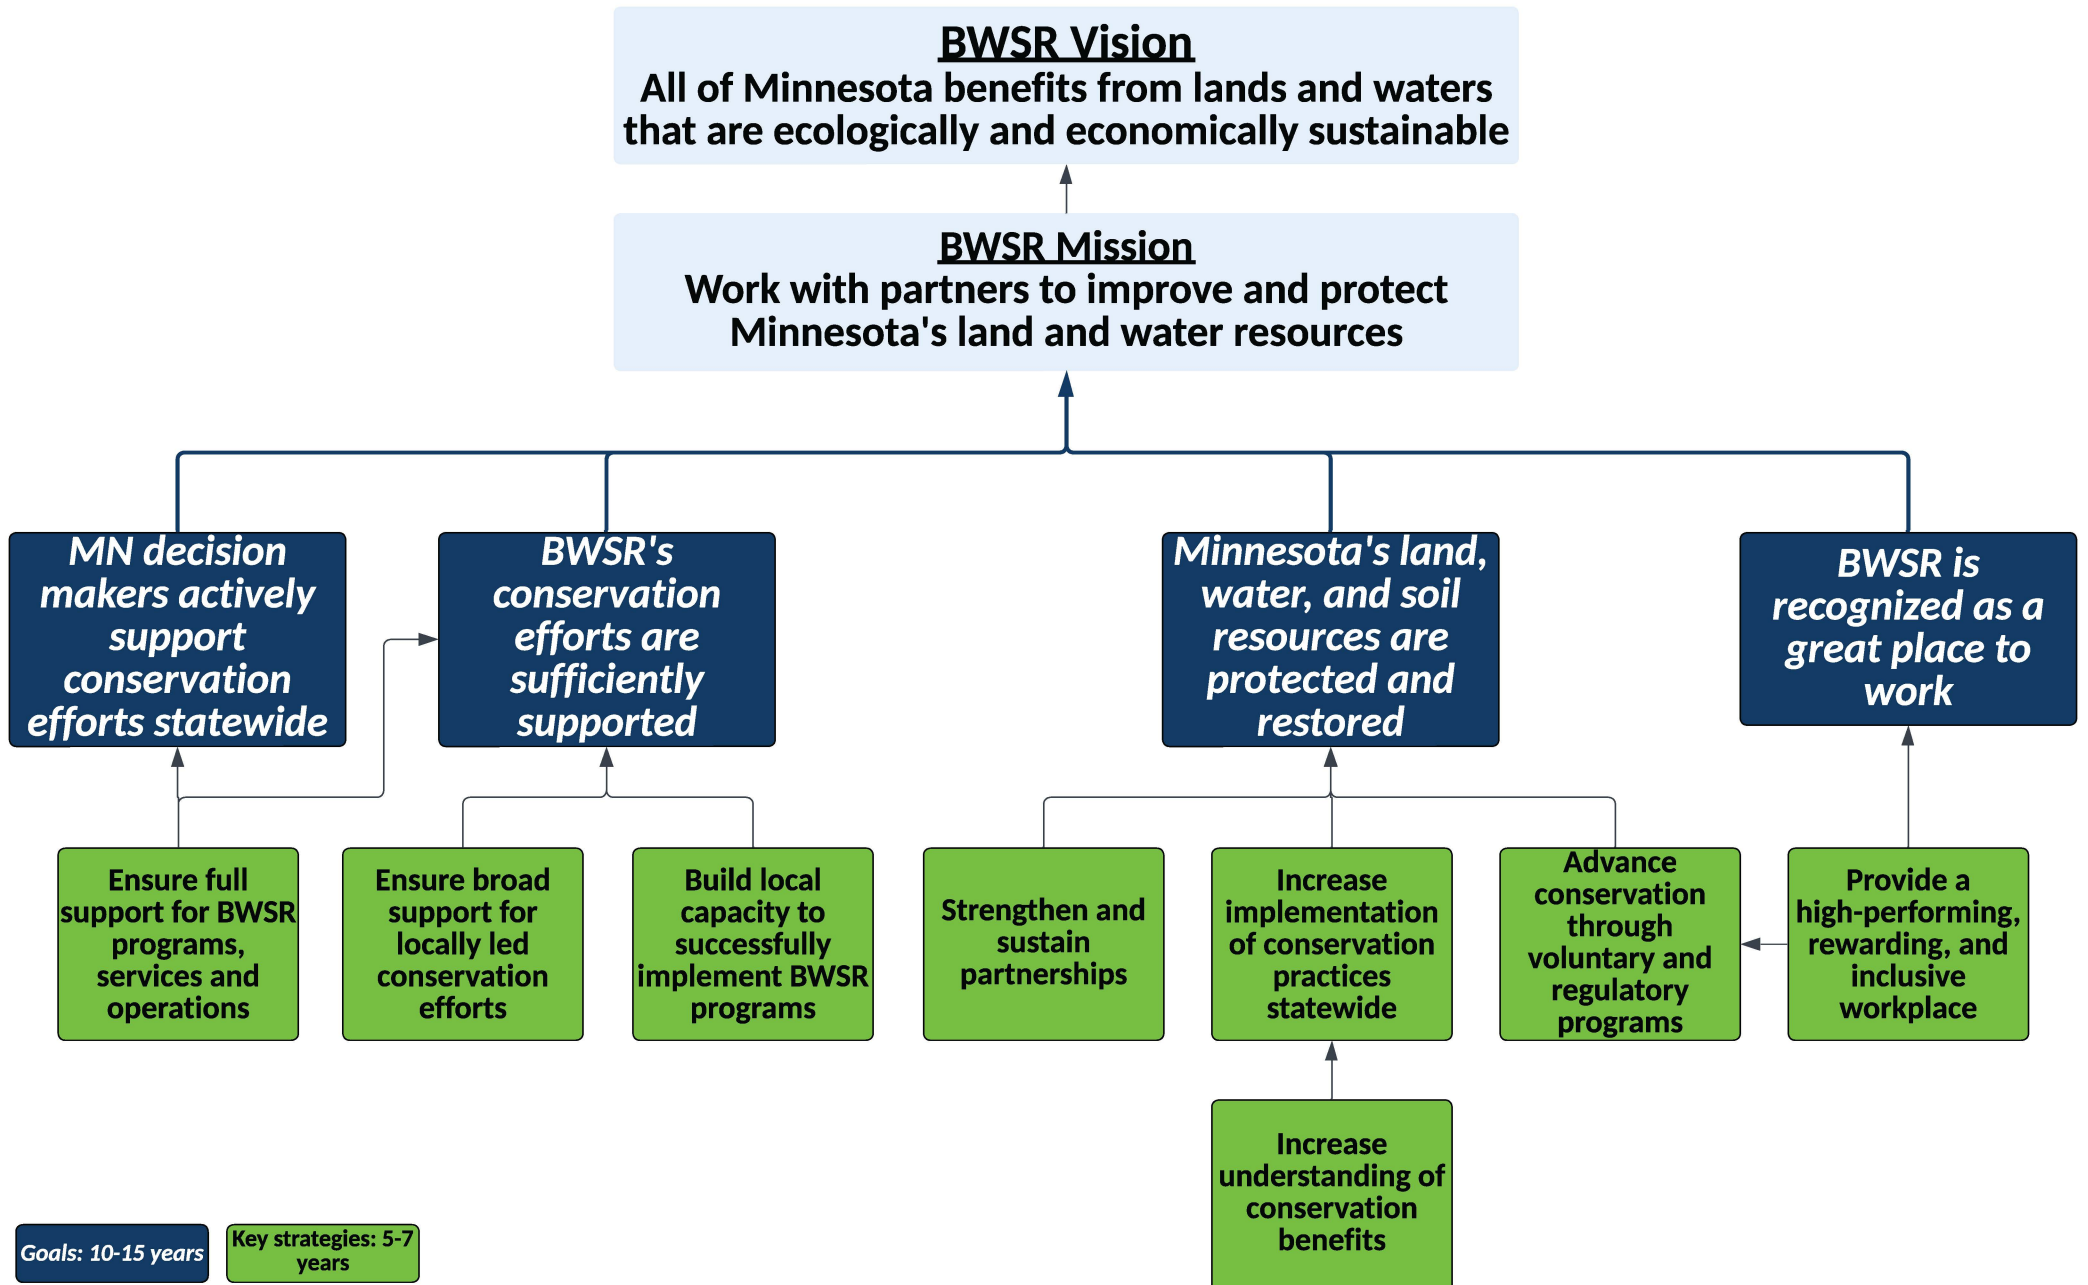 BWSR Vision
All of Minnesota benefits from lands and waters
that are ecologically and economically sustainable
BWSR Mission
Work with partners to improve and protect
Minnesota's land and water resources
MN decision
makers actively
support
conservation
efforts statewide
BWSR's
conservation
efforts are
sufficiently
supported
Minnesota's land,
water, and soil
resources are
protected and
restored
BWSR is
recognized as a
great place to
work
Ensure full
support for BWSR
programs,
services and
operations
Ensure broad
support for
locally led
conservation
efforts
Build local
capacity to
successfully
implement BWSR
programs
Strengthen and
sustain
partnerships
Increase
implementation
of conservation
practices
statewide
Advance
conservation
through
voluntary and
regulatory
programs
Provide a
high-performing,
rewarding, and
inclusive
workplace
Increase
understanding of
conservation
benefits
Goals: 10-15 years
Key strategies: 5-7
years